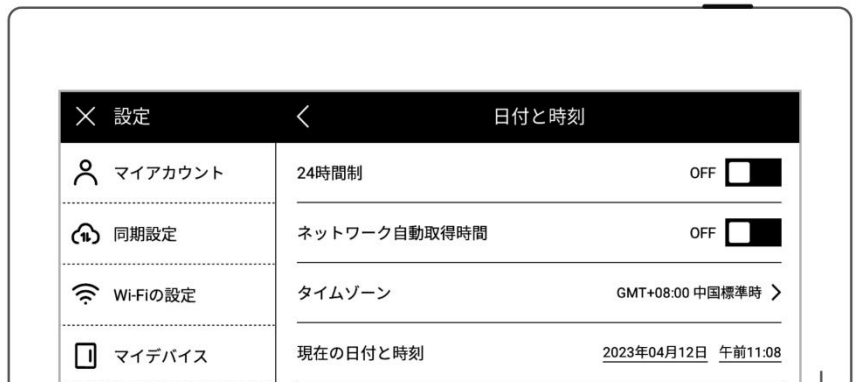 設定
日付と時刻
マイアカウント
24時間制 OFF
同期設定
ネットワーク自動取得時間 OFF
Wi-Fiの設定
タイムゾーン GMT+08:00 中国標準時
マイデバイス
現在の日付と時刻 2023年04月12日 午前11:08